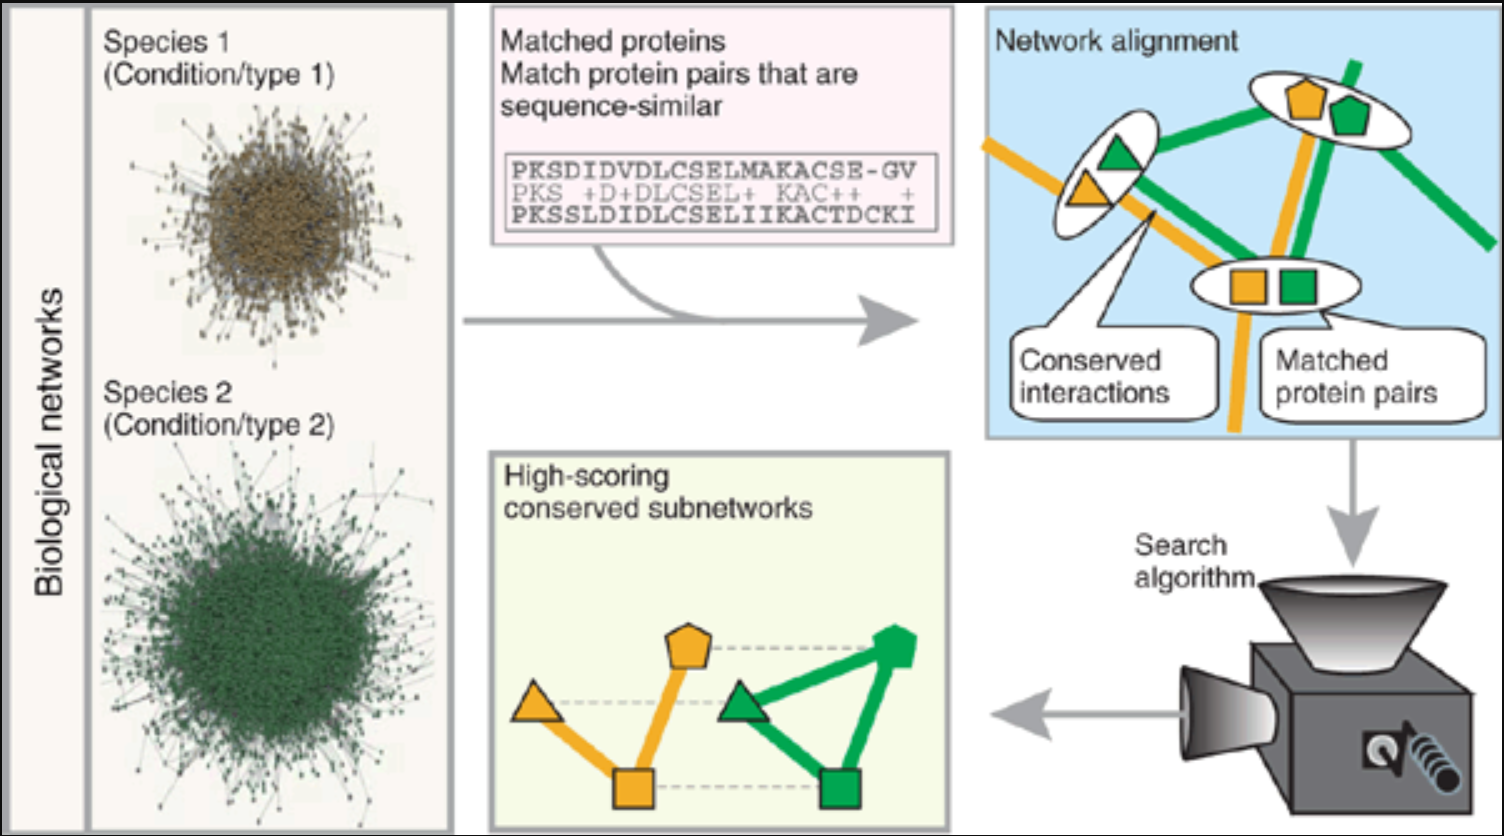 Biological networks
Species 1
(Condition/type 1)
Species 2
(Condition/type 2)
Matched proteins
Match protein pairs that are
sequence-similar
PKSDIDVDLCSELMAKACSE-GV
PKS +D+DLCSEL+ KAC++ +
PKSSLDIDLCSELIIKACTDCKI
Network alignment
Conserved
interactions
Matched
protein pairs
Search
algorithm
High-scoring
conserved subnetworks